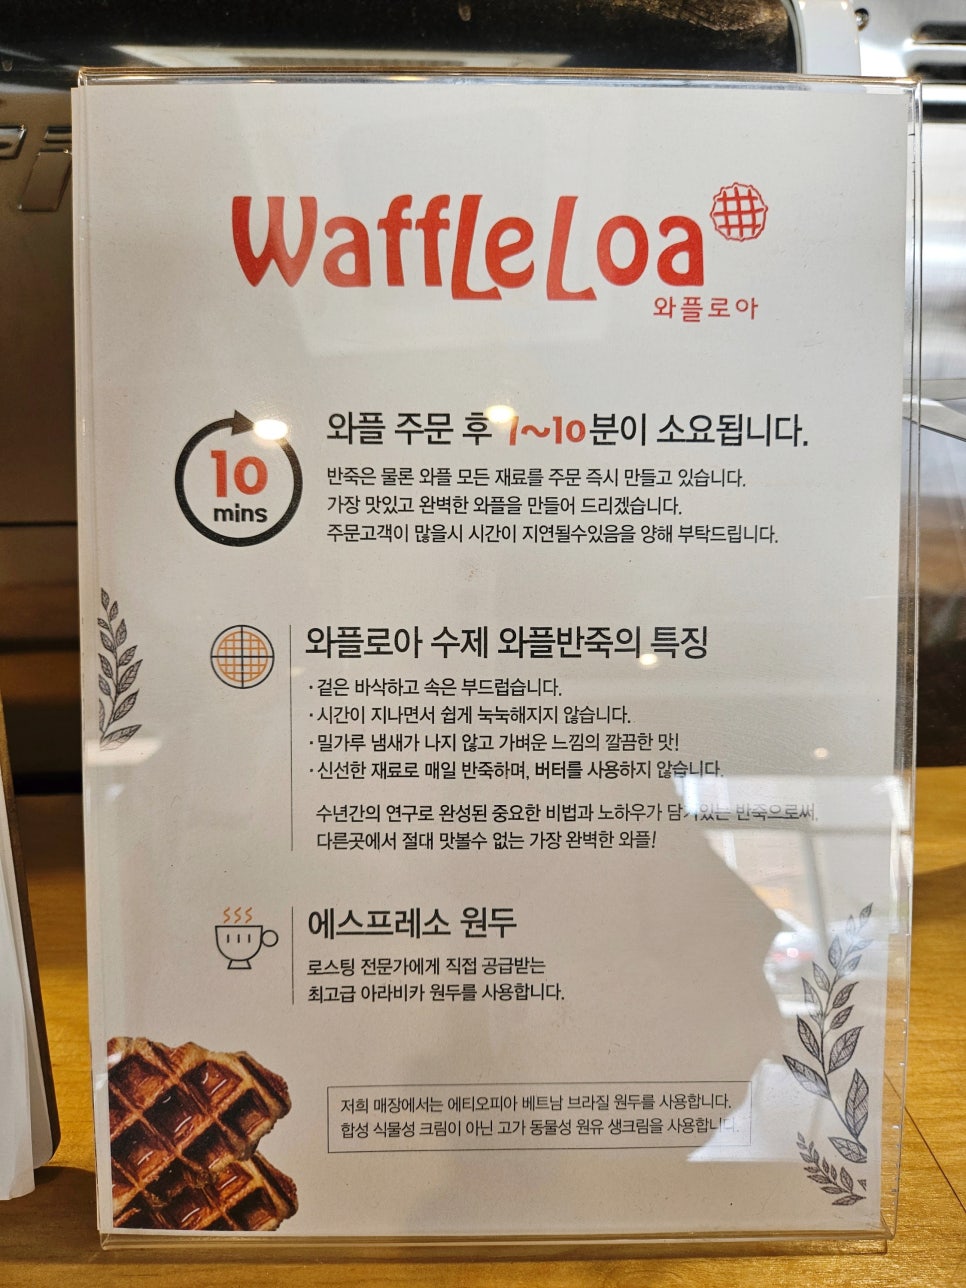 WaffLeLoa
와플로아
와플 주문 후 7~10분이 소요됩니다.
10
mins
반죽은 물론 와플 모든 재료를 주문 즉시 만들고 있습니다.
가장 맛있고 완벽한 와플을 만들어 드리겠습니다.
주문고객이 많을시 시간이 지연될수있음을 양해 부탁드립니다.
와플로아 수제 와플반죽의 특징
·겉은 바삭하고 속은 부드럽습니다.
·시간이 지나면서 쉽게 눅눅해지지 않습니다.
·밀가루 냄새가 나지 않고 가벼운 느낌의 깔끔한 맛!
·신선한 재료로 매일 반죽하며, 버터를 사용하지 않습니다.
수년간의 연구로 완성된 중요한 비법과 노하우가 담겨있는 반죽으로써,
다른곳에서 절대 맛볼수 없는 가장 완벽한 와플!
에스프레소 원두
로스팅 전문가에게 직접 공급받는
최고급 아라비카 원두를 사용합니다.
저희 매장에서는 에티오피아 베트남 브라질 원두를 사용합니다.
합성 식물성 크림이 아닌 고가 동물성 원유 생크림을 사용합니다.